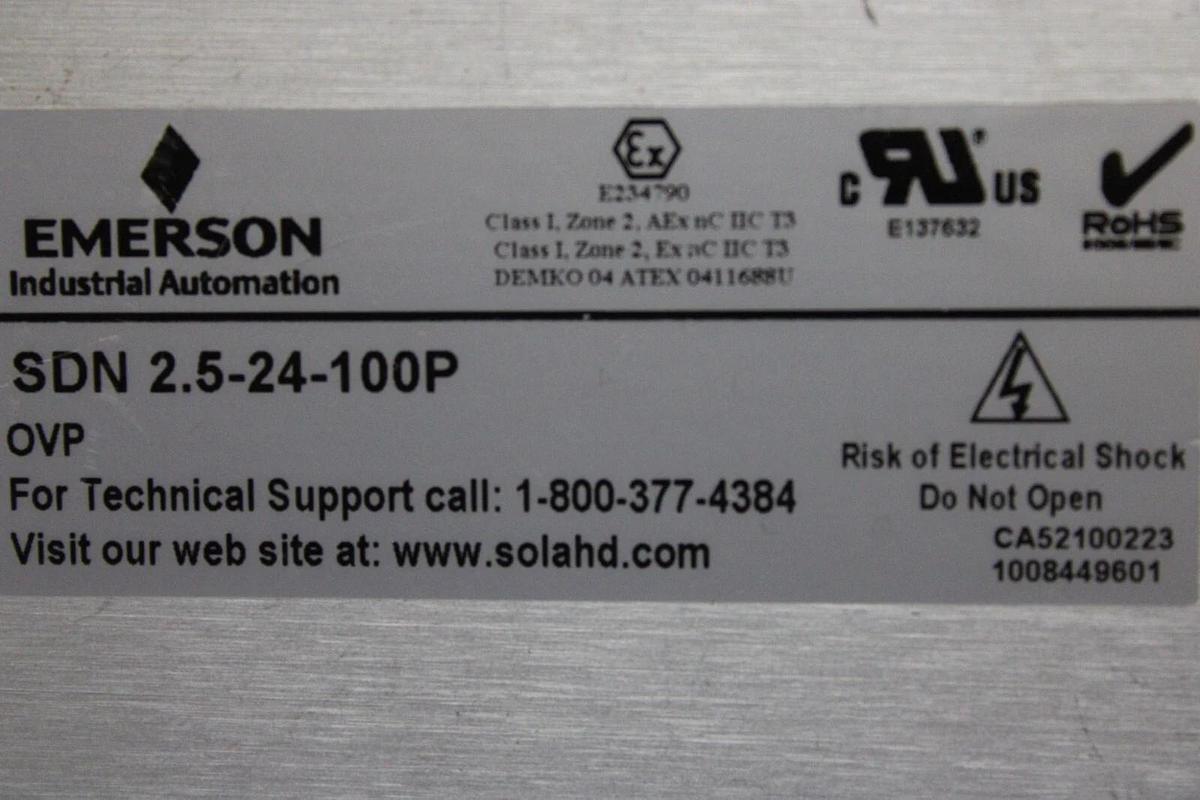 EMERSON
Industrial Automation
Ex
E234790
Class I, Zone 2, AEx nC IIC T3
Class I, Zone 2, Ex nC IIC T3
DEMKO 04 ATEX 0411688U
C RU US
E137632
RoHS
SDN 2.5-24-100P
OVP
For Technical Support call: 1-800-377-4384
Visit our web site at: www.solahd.com
Risk of Electrical Shock
Do Not Open
CA52100223
1008449601